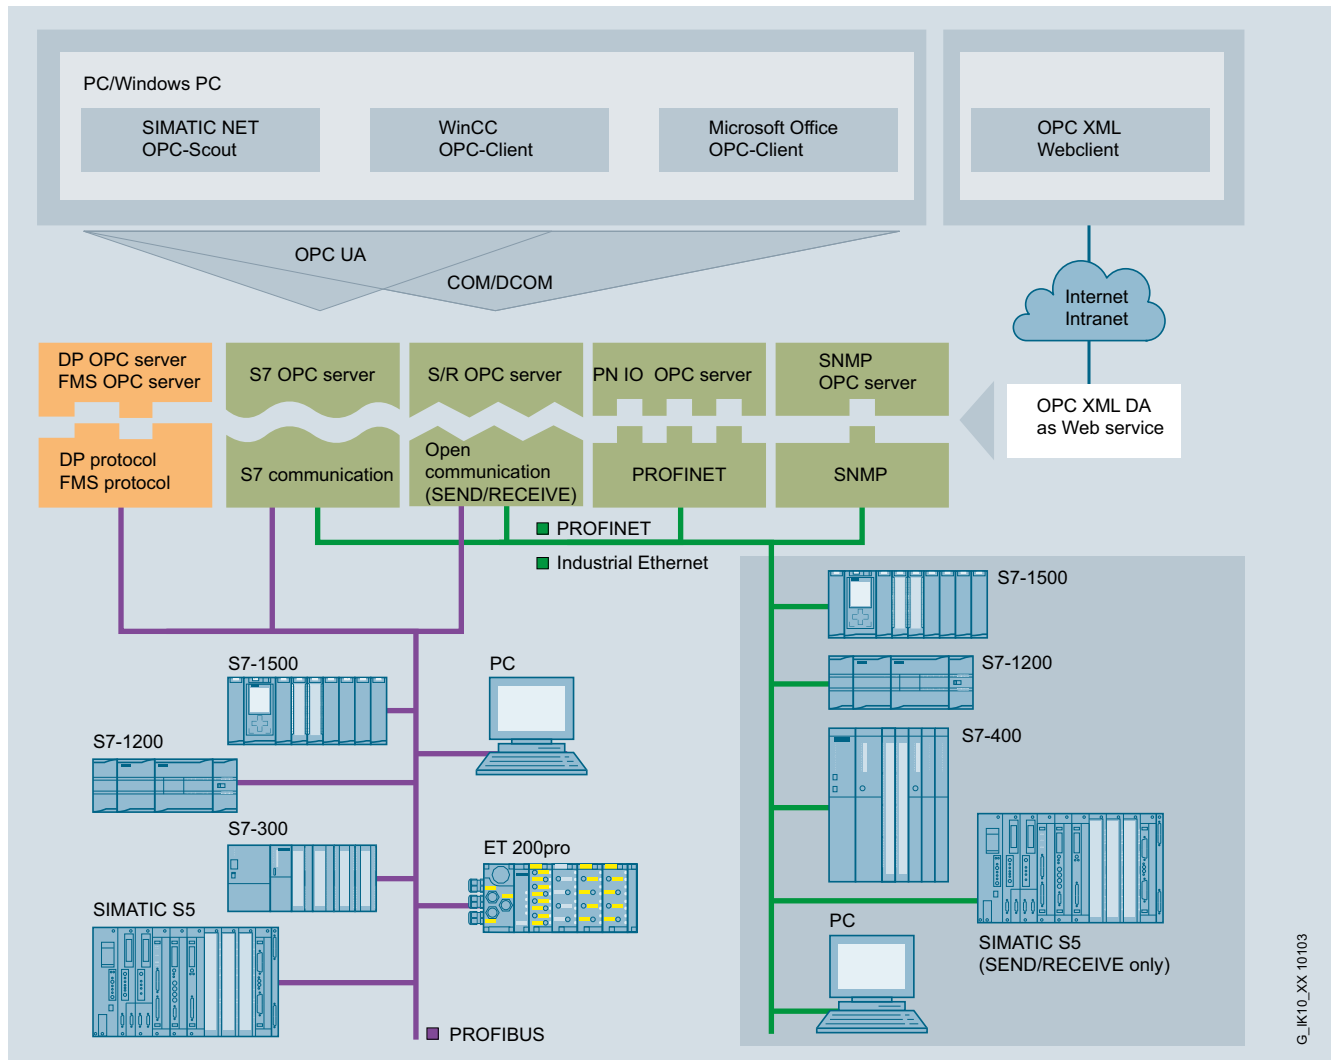 PC/Windows PC
SIMATIC NET
OPC-Scout
WinCC
OPC-Client
Microsoft Office
OPC-Client
OPC XML
Webclient
OPC UA
COM/DCOM
Internet
Intranet
DP OPC server
FMS OPC server
S7 OPC server
S/R OPC server
PN IO OPC server
SNMP
OPC server
OPC XML DA
as Web service
DP protocol
FMS protocol
S7 communication
Open
communication
(SEND/RECEIVE)
PROFINET
SNMP
PROFINET
Industrial Ethernet
S7-1500
S7-1200
S7-400
S7-1500
PC
S7-1200
S7-300
ET 200pro
SIMATIC S5
PC
SIMATIC S5
(SEND/RECEIVE only)
PROFIBUS
G_IK10_XX 10103